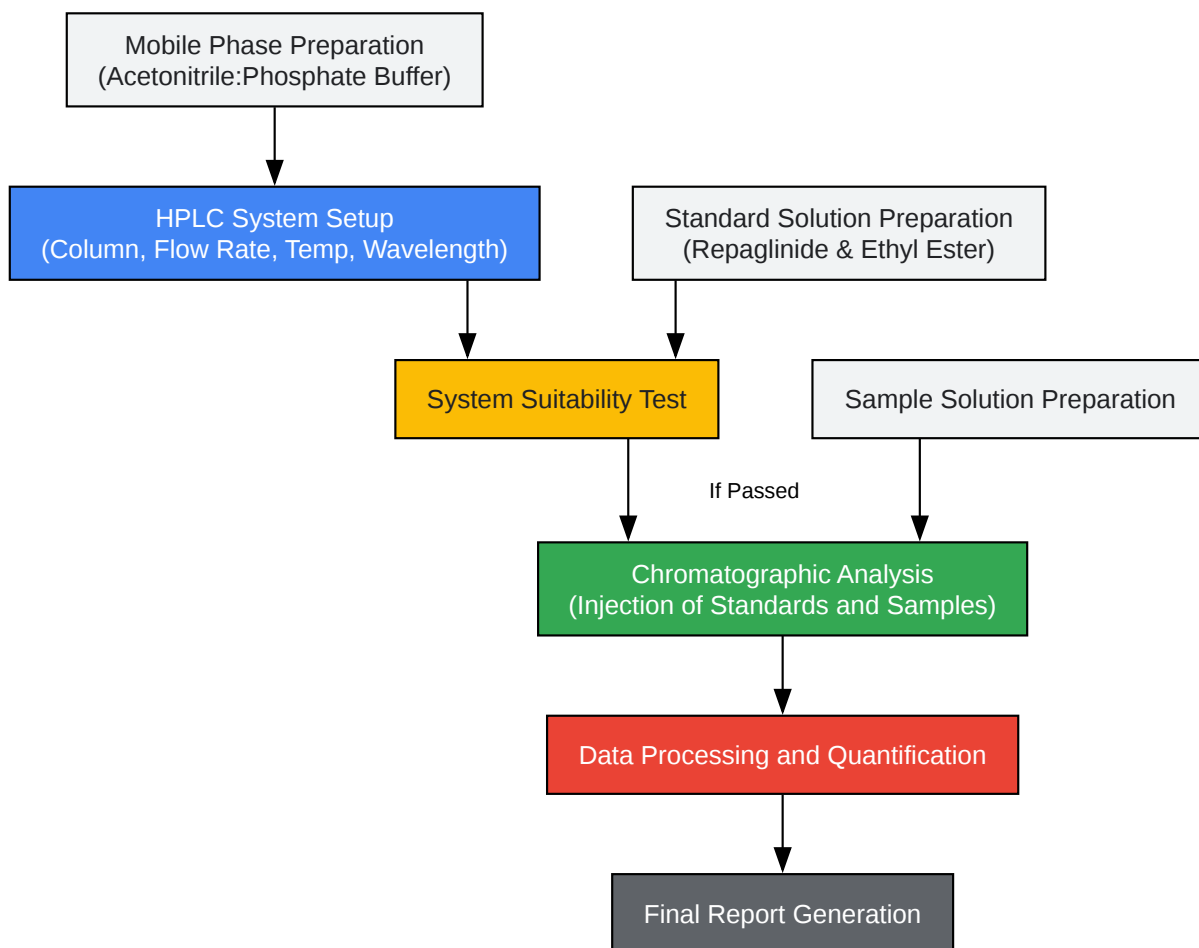 Mobile Phase Preparation
(Acetonitrile:Phosphate Buffer)
HPLC System Setup
(Column, Flow Rate, Temp, Wavelength)
Standard Solution Preparation
(Repaglinide & Ethyl Ester)
System Suitability Test
Sample Solution Preparation
If Passed
Chromatographic Analysis
(Injection of Standards and Samples)
Data Processing and Quantification
Final Report Generation